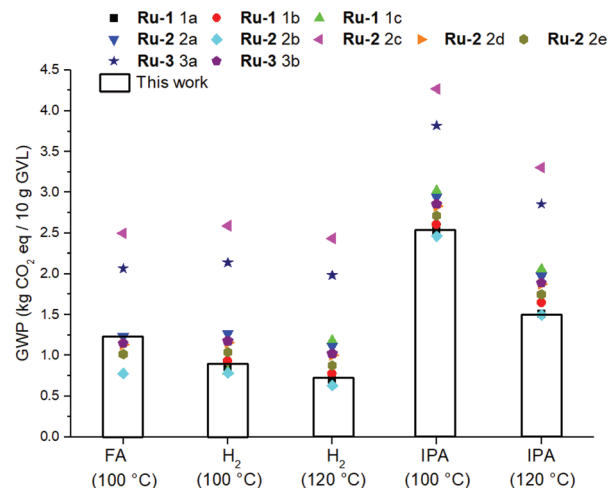 Ru-1 1a Ru-1 1b Ru-1 1c
Ru-2 2a Ru-2 2b Ru-2 2c Ru-2 2d Ru-2 2e
Ru-3 3a Ru-3 3b
This work
GWP (kg CO₂ eq / 10 g GVL)
4.5
4.0
3.5
3.0
2.5
2.0
1.5
1.0
0.5
0.0
FA H₂ H₂ IPA IPA
(100 °C) (100 °C) (120 °C) (100 °C) (120 °C)